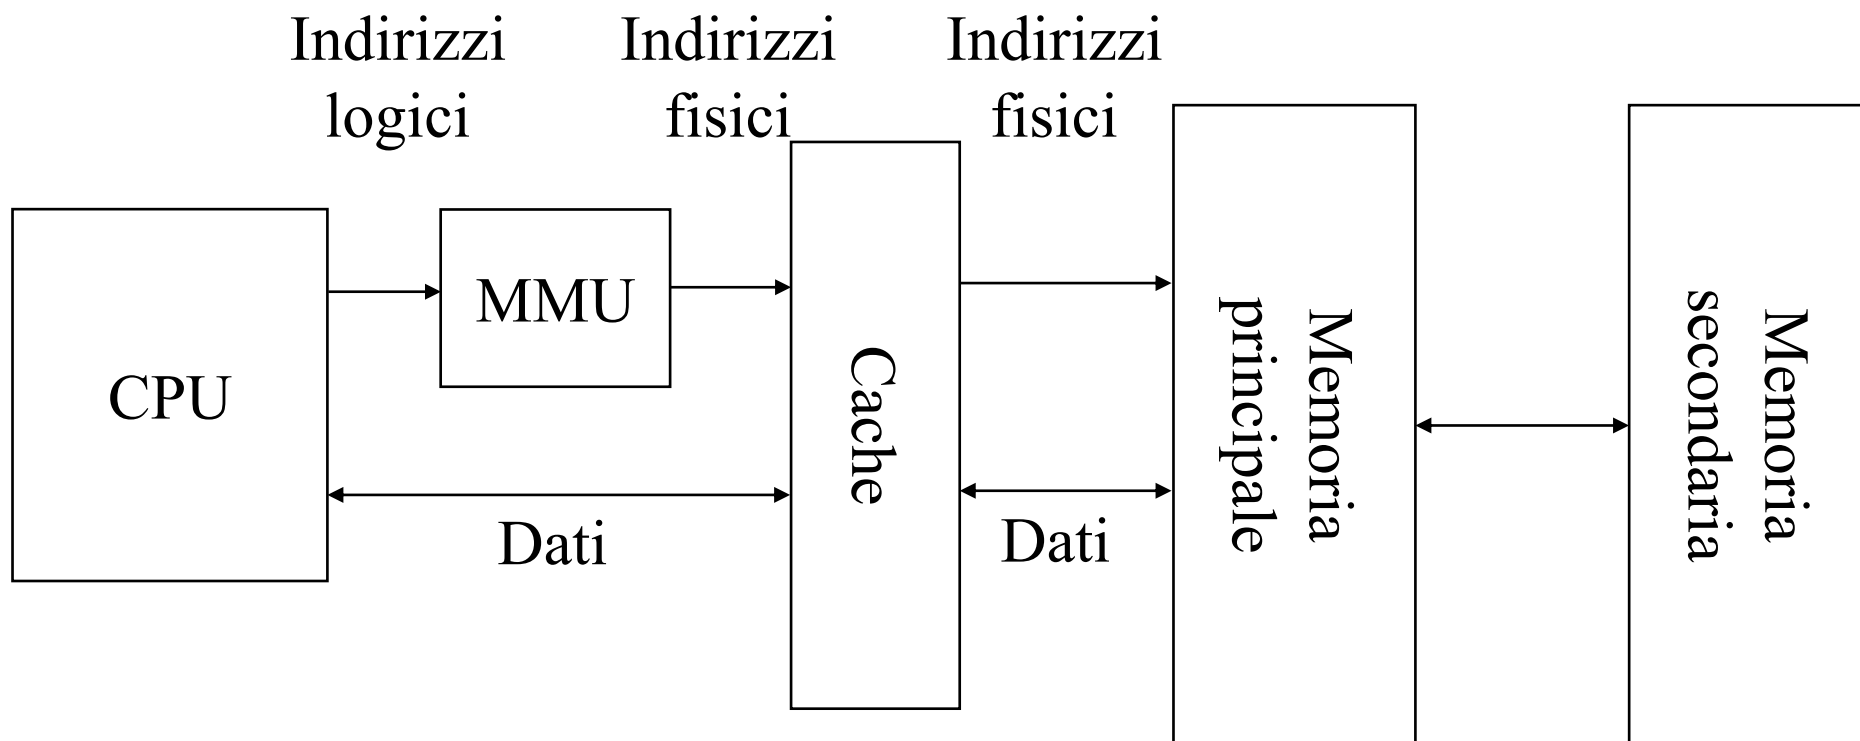 Indirizzi
logici
Indirizzi
fisici
Indirizzi
fisici
CPU
MMU
Cache
Memoria
principale
Memoria
secondaria
Dati
Dati